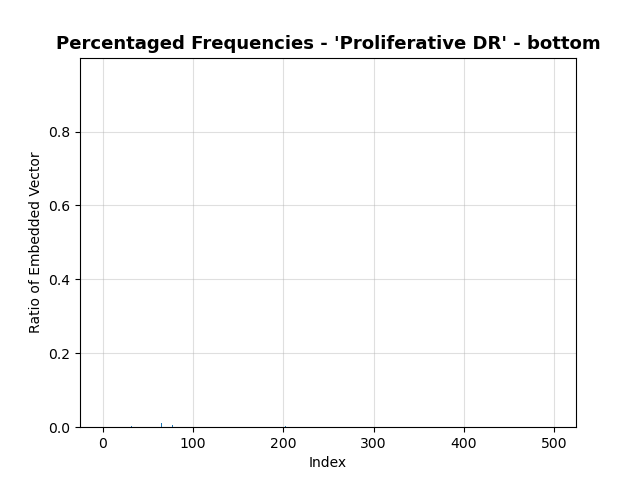 Percentaged Frequencies - 'Proliferative DR' - bottom
Ratio of Embedded Vector
0.8
0.6
0.4
0.2
0.0
0 100 200 300 400 500
Index